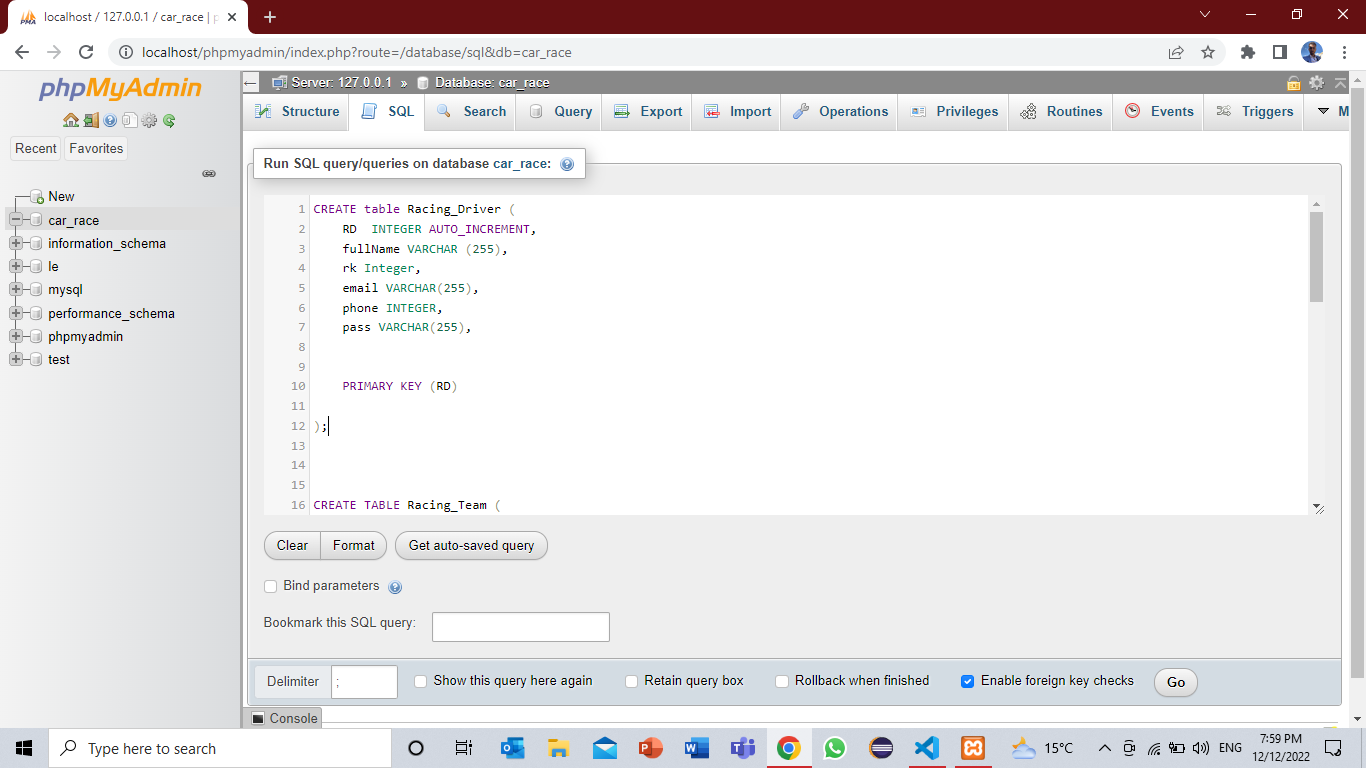 localhost / 127.0.0.1 / car_race | p
localhost/phpmyadmin/index.php?route=/database/sql&db=car_race
phpMyAdmin
Recent Favorites
New
car_race
information_schema
le
mysql
performance_schema
phpmyadmin
test
Server: 127.0.0.1 » Database: car_race
Structure SQL Search Query Export Import Operations Privileges Routines Events Triggers M
Run SQL query/queries on database car_race:
1 CREATE table Racing_Driver (
2 RD  INTEGER AUTO_INCREMENT,
3 fullName VARCHAR (255),
4 rk Integer,
5 email VARCHAR(255),
6 phone INTEGER,
7 pass VARCHAR(255),
8
9
10 PRIMARY KEY (RD)
11
12 );
13
14
15
16 CREATE TABLE Racing_Team (
Clear Format Get auto-saved query
Bind parameters
Bookmark this SQL query:
Delimiter ; Show this query here again Retain query box Rollback when finished Enable foreign key checks Go
Console
Type here to search
15°C
ENG
7:59 PM
12/12/2022